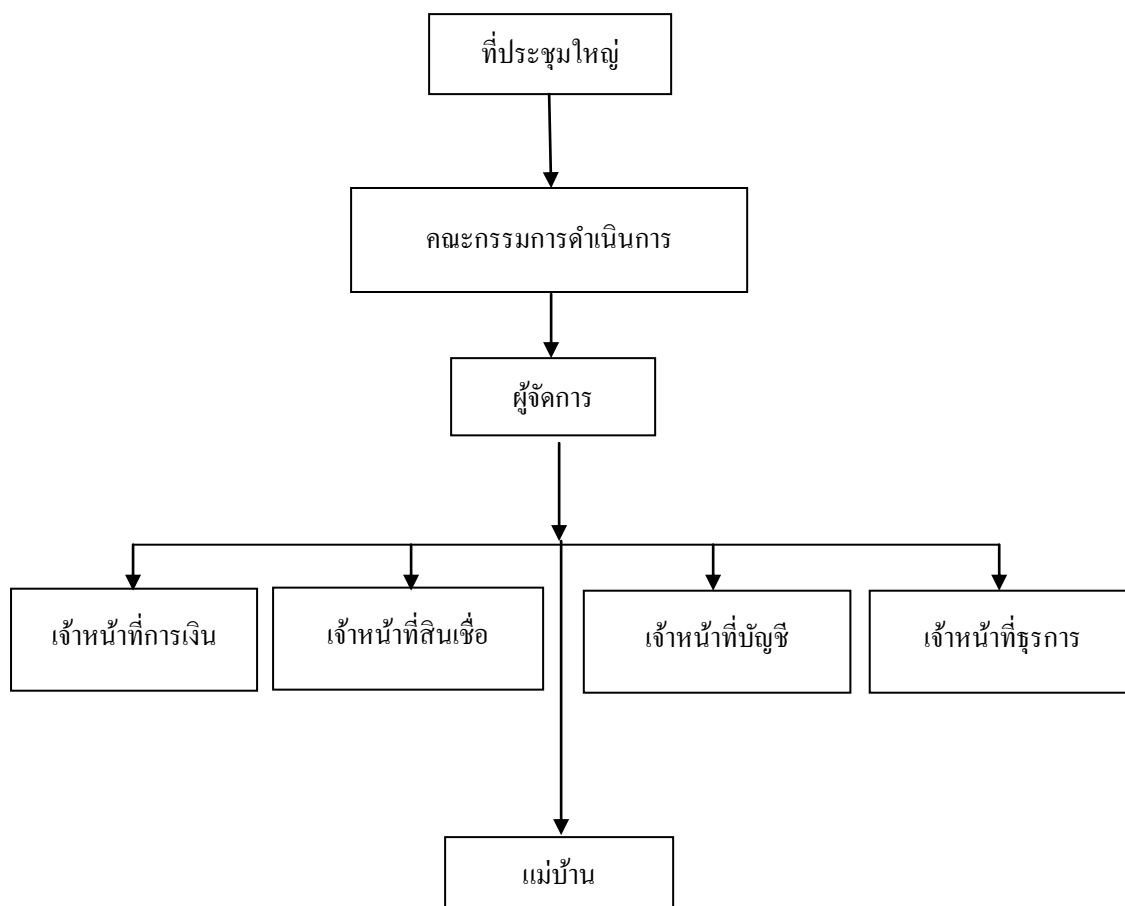 ที่ประชุมใหญ่
คณะกรรมการดำเนินการ
ผู้จัดการ
เจ้าหน้าที่การเงิน
เจ้าหน้าที่สินเชื่อ
เจ้าหน้าที่บัญชี
เจ้าหน้าที่ธุรการ
แม่บ้าน